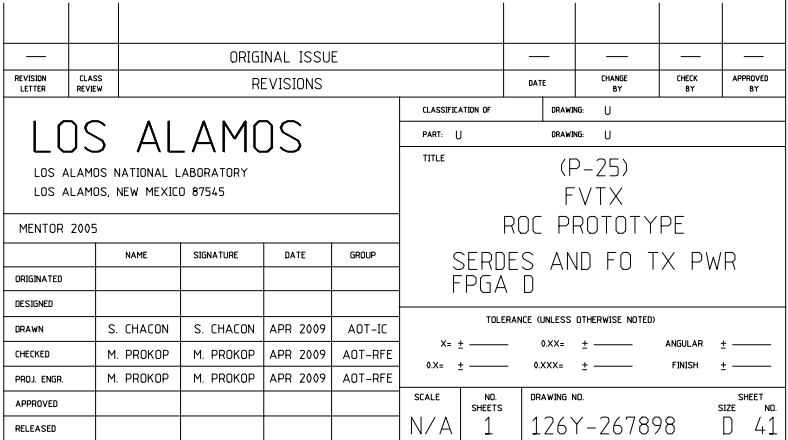 — ORIGINAL ISSUE — — — —
REVISION LETTER CLASS REVIEW REVISIONS DATE CHANGE BY CHECK BY APPROVED BY
LOS ALAMOS
LOS ALAMOS NATIONAL LABORATORY
LOS ALAMOS, NEW MEXICO 87545
MENTOR 2005
NAME SIGNATURE DATE GROUP
ORIGINATED
DESIGNED
DRAWN S. CHACON S. CHACON APR 2009 AOT-IC
CHECKED M. PROKOP M. PROKOP APR 2009 AOT-RFE
PROJ. ENGR. M. PROKOP M. PROKOP APR 2009 AOT-RFE
APPROVED
RELEASED
CLASSIFICATION OF DRAWING: U
PART: U DRAWING: U
TITLE
(P-25)
FVTX
ROC PROTOTYPE
SERDES AND FO TX PWR
FPGA D
TOLERANCE (UNLESS OTHERWISE NOTED)
X= ± 0.XX= ± ANGULAR ±
0.X= ± 0.XXX= ± FINISH ±
SCALE NO. SHEETS DRAWING NO. SHEET SIZE NO.
N/A 1 126Y-267898 D 41